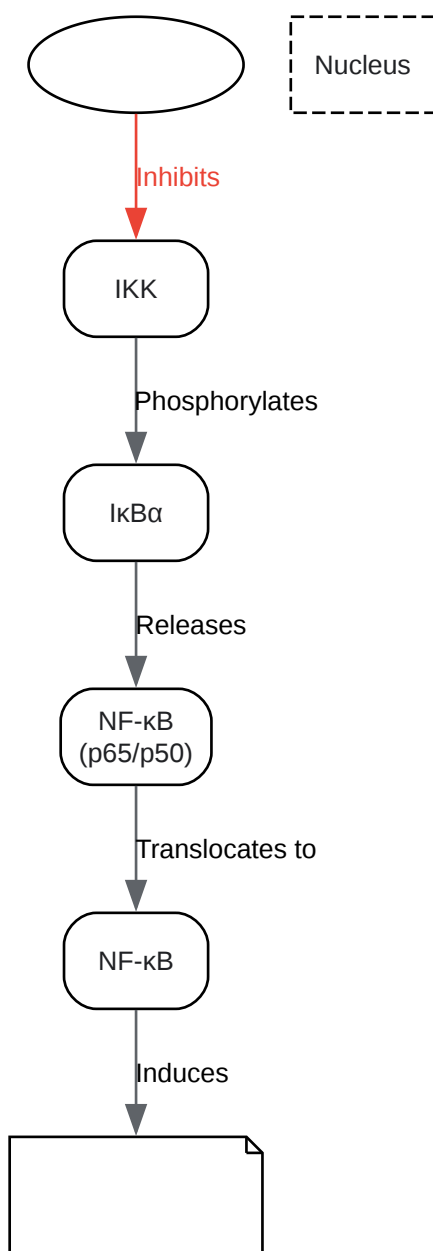 Nucleus
Inhibits
IKK
Phosphorylates
IκBα
Releases
NF-κB
(p65/p50)
Translocates to
NF-κB
Induces